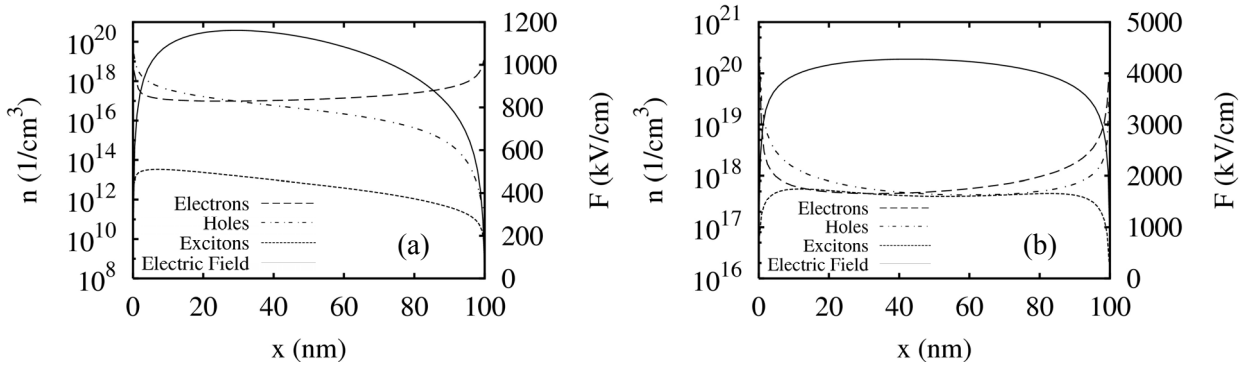 10^20
10^18
10^16
10^14
10^12
10^10
10^8
n (1/cm^3)
1200
1000
800
600
400
200
0
F (kV/cm)
Electrons
Holes
Excitons
Electric Field
(a)
0 20 40 60 80 100
x (nm)
10^21
10^20
10^19
10^18
10^17
10^16
n (1/cm^3)
5000
4000
3000
2000
1000
0
F (kV/cm)
Electrons
Holes
Excitons
Electric Field
(b)
0 20 40 60 80 100
x (nm)